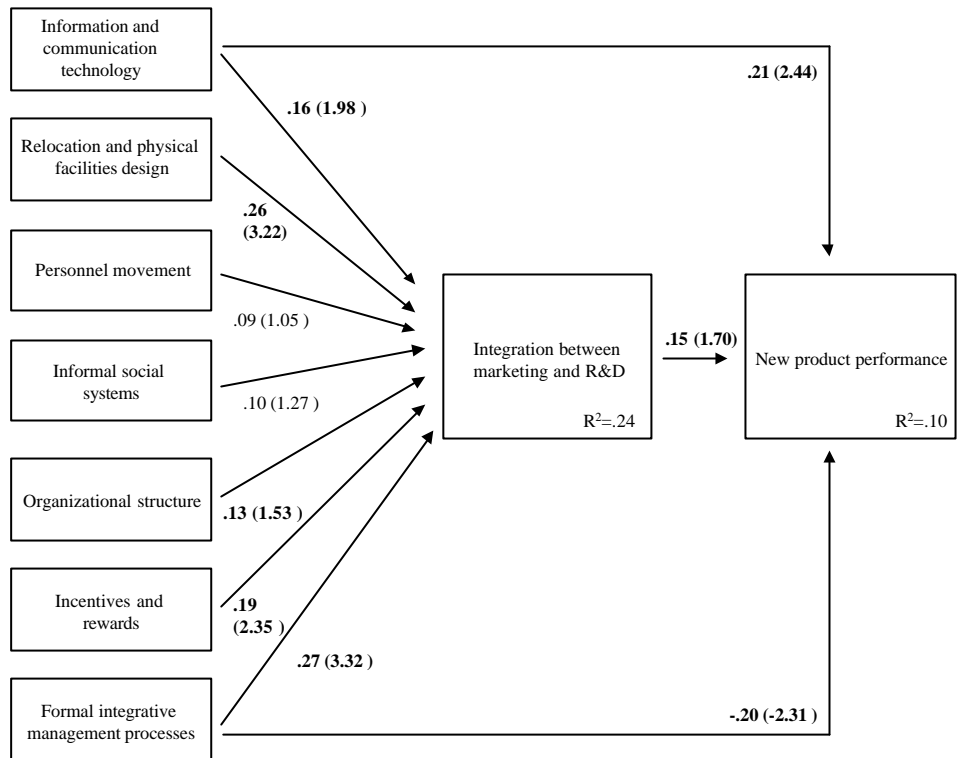 Information and
communication
technology
.21 (2.44)
.16 (1.98 )
Relocation and physical
facilities design
.26
(3.22)
Personnel movement
.09 (1.05 )
Integration between
marketing and R&D
R²=.24
.15 (1.70)
New product performance
R²=.10
Informal social
systems
.10 (1.27 )
Organizational structure
.13 (1.53 )
Incentives and
rewards
.19
(2.35 )
.27 (3.32 )
Formal integrative
management processes
-.20 (-2.31 )